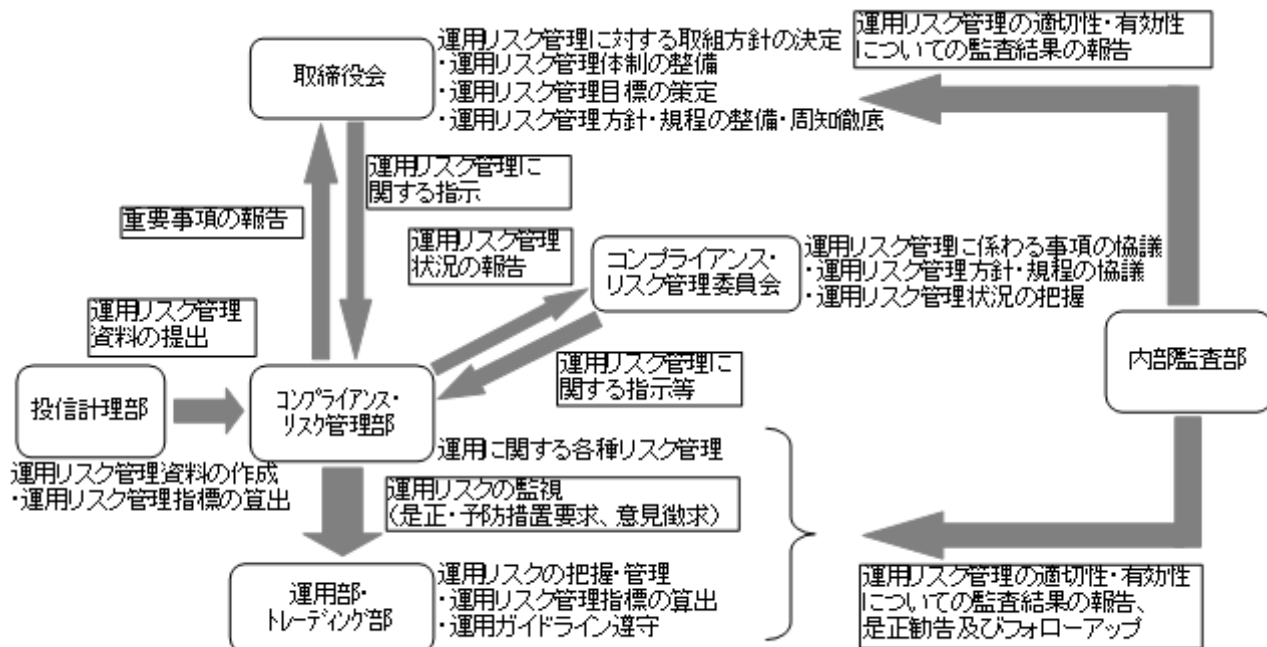 運用リスク管理に対する取組方針の決定
・運用リスク管理体制の整備
・運用リスク管理目標の策定
・運用リスク管理方針・規程の整備・周知徹底
取締役会
運用リスク管理の適切性・有効性
についての監査結果の報告
運用リスク管理に
関する指示
重要事項の報告
運用リスク管理
状況の報告
コンプライアンス・
リスク管理委員会
運用リスク管理に係わる事項の協議
・運用リスク管理方針・規程の協議
・運用リスク管理状況の把握
運用リスク管理
資料の提出
運用リスク管理に
関する指示等
内部監査部
投信計理部
コンプライアンス・
リスク管理部
運用に関する各種リスク管理
運用リスク管理資料の作成
・運用リスク管理指標の算出
運用リスクの監視
(是正・予防措置要求、意見徴求)
運用部・
トレーディング部
運用リスクの把握・管理
・運用リスク管理指標の算出
・運用ガイドライン遵守
運用リスク管理の適切性・有効性
についての監査結果の報告、
是正勧告及びフォローアップ